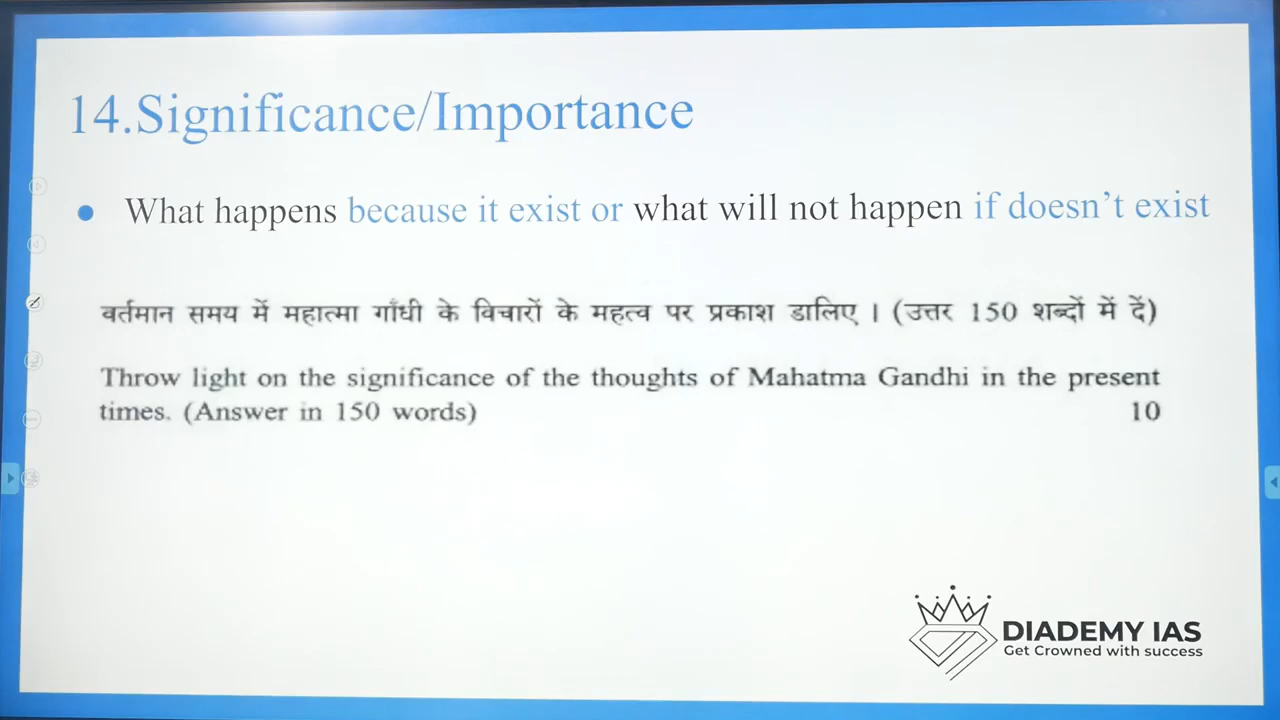 14.Significance/Importance
What happens because it exist or what will not happen if doesn't exist
वर्तमान समय में महात्मा गाँधी के विचारों के महत्व पर प्रकाश डालिए । (उत्तर 150 शब्दों में दें)
Throw light on the significance of the thoughts of Mahatma Gandhi in the present
times. (Answer in 150 words) 10
DIADEMY IAS
Get Crowned with success